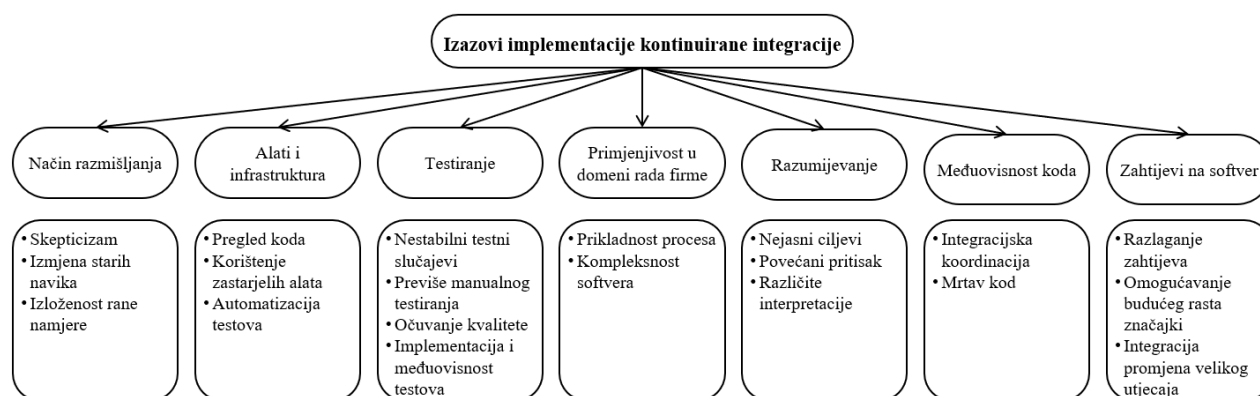 Izazovi implementacije kontinuirane integracije
Način razmišljanja
Alati i
infrastruktura
Testiranje
Primjenjivost u
domeni rada firme
Razumijevanje
Međuovisnost koda
Zahtijevi na softver
• Skepticizam
• Izmjena starih
navika
• Izloženost rane
namjere
• Pregled koda
• Korištenje
zastarjelih alata
• Automatizacija
testova
• Nestabilni testni
slučajevi
• Previše manualnog
testiranja
• Očuvanje kvalitete
• Implementacija i
međuovisnost
testova
• Prikladnost procesa
• Kompleksnost
softvera
• Nejasni ciljevi
• Povećani pritisak
• Različite
interpretacije
• Integracijska
koordinacija
• Mrtav kod
• Razlaganje
zahtijeva
• Omogućavanje
budućeg rasta
značajki
• Integracija
promjena velikog
utjecaja